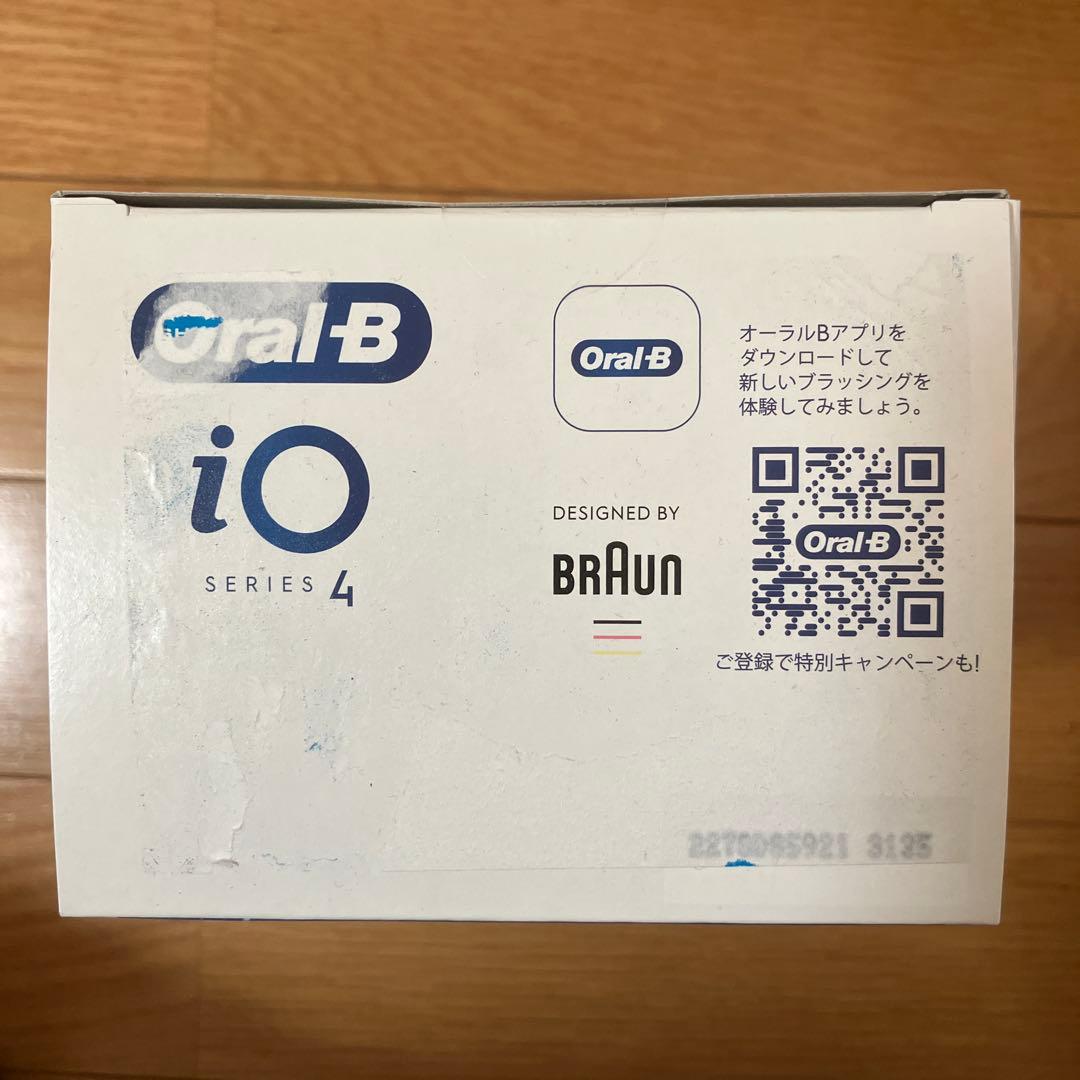 Oral-B
iO
SERIES 4
Oral-B
DESIGNED BY
BRAUN
オーラルBアプリを
ダウンロードして
新しいブラッシングを
体験してみましょう。
Oral-B
ご登録で特別キャンペーンも!
3135